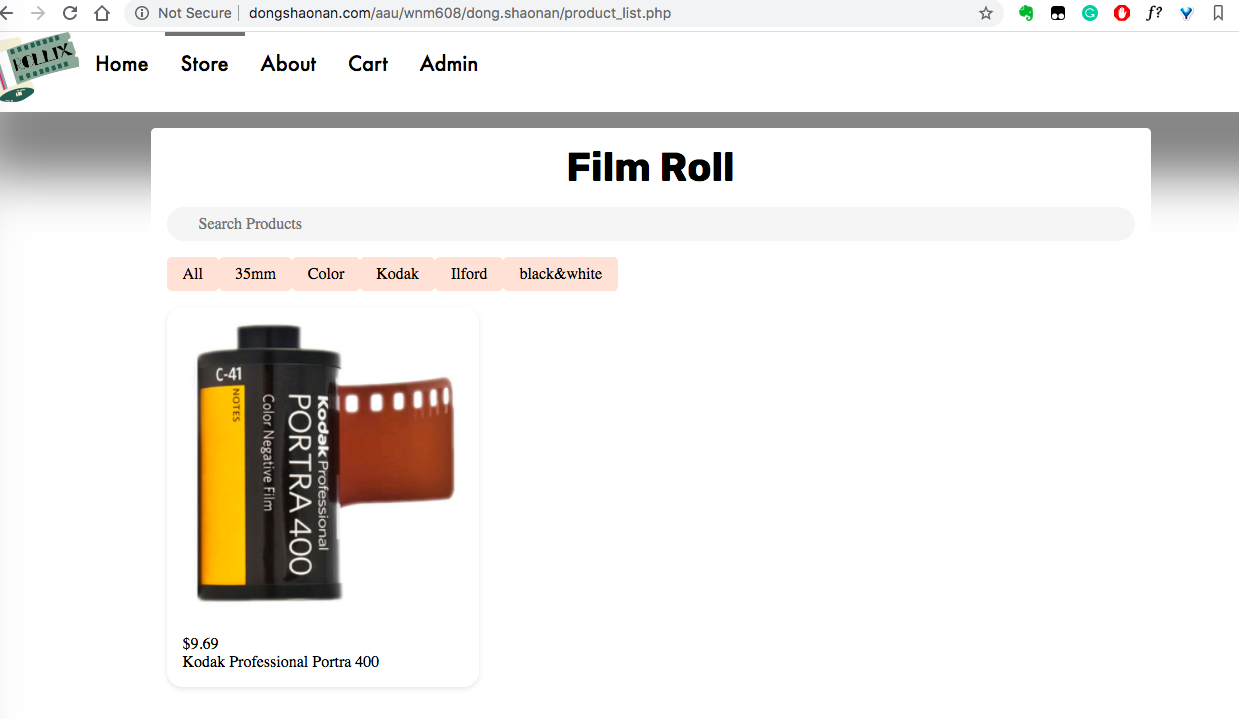 Not Secure dongshaonan.com/aau/wnm608/dong.shaonan/product_list.php
f?
ROLLIX
Home Store About Cart Admin
Film Roll
Search Products
All 35mm Color Kodak Ilford black&white
C-41
NOTES
Color Negative Film
Kodak Professional
PORTRA 400
$9.69
Kodak Professional Portra 400